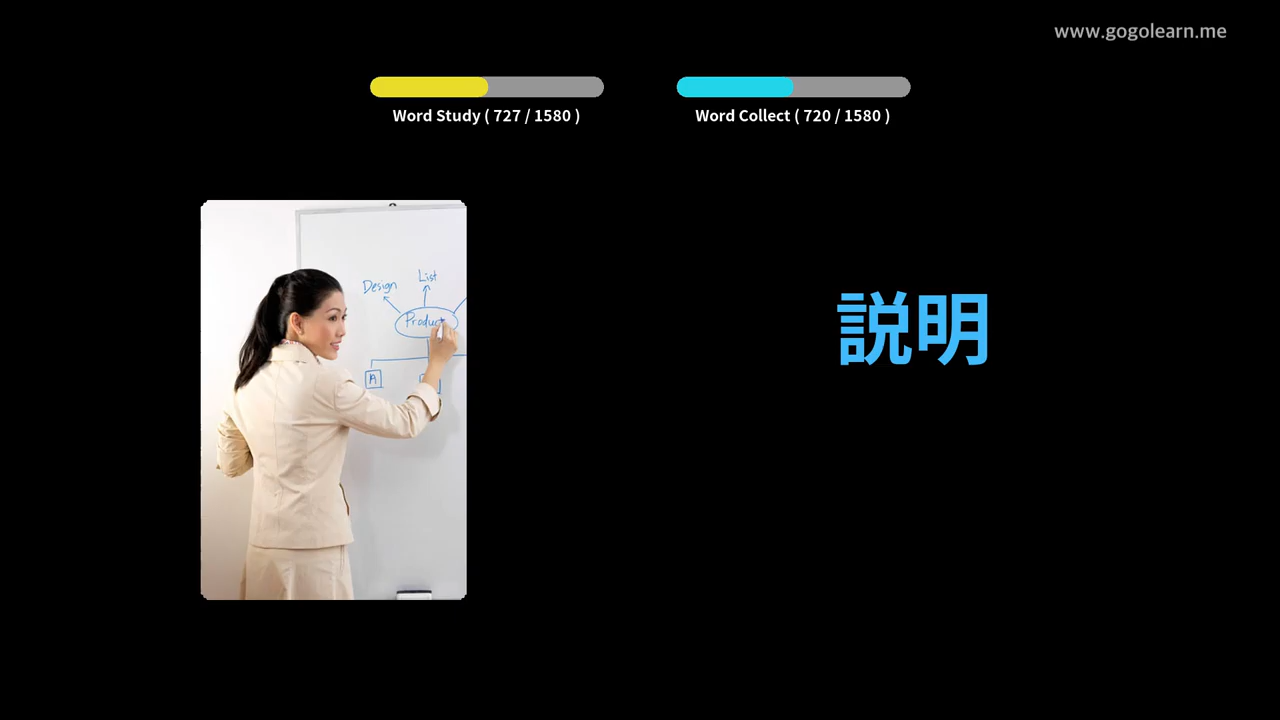 www.gogolearn.me
Word Study ( 727 / 1580 )
Word Collect ( 720 / 1580 )
List
Design
Product
A
説明